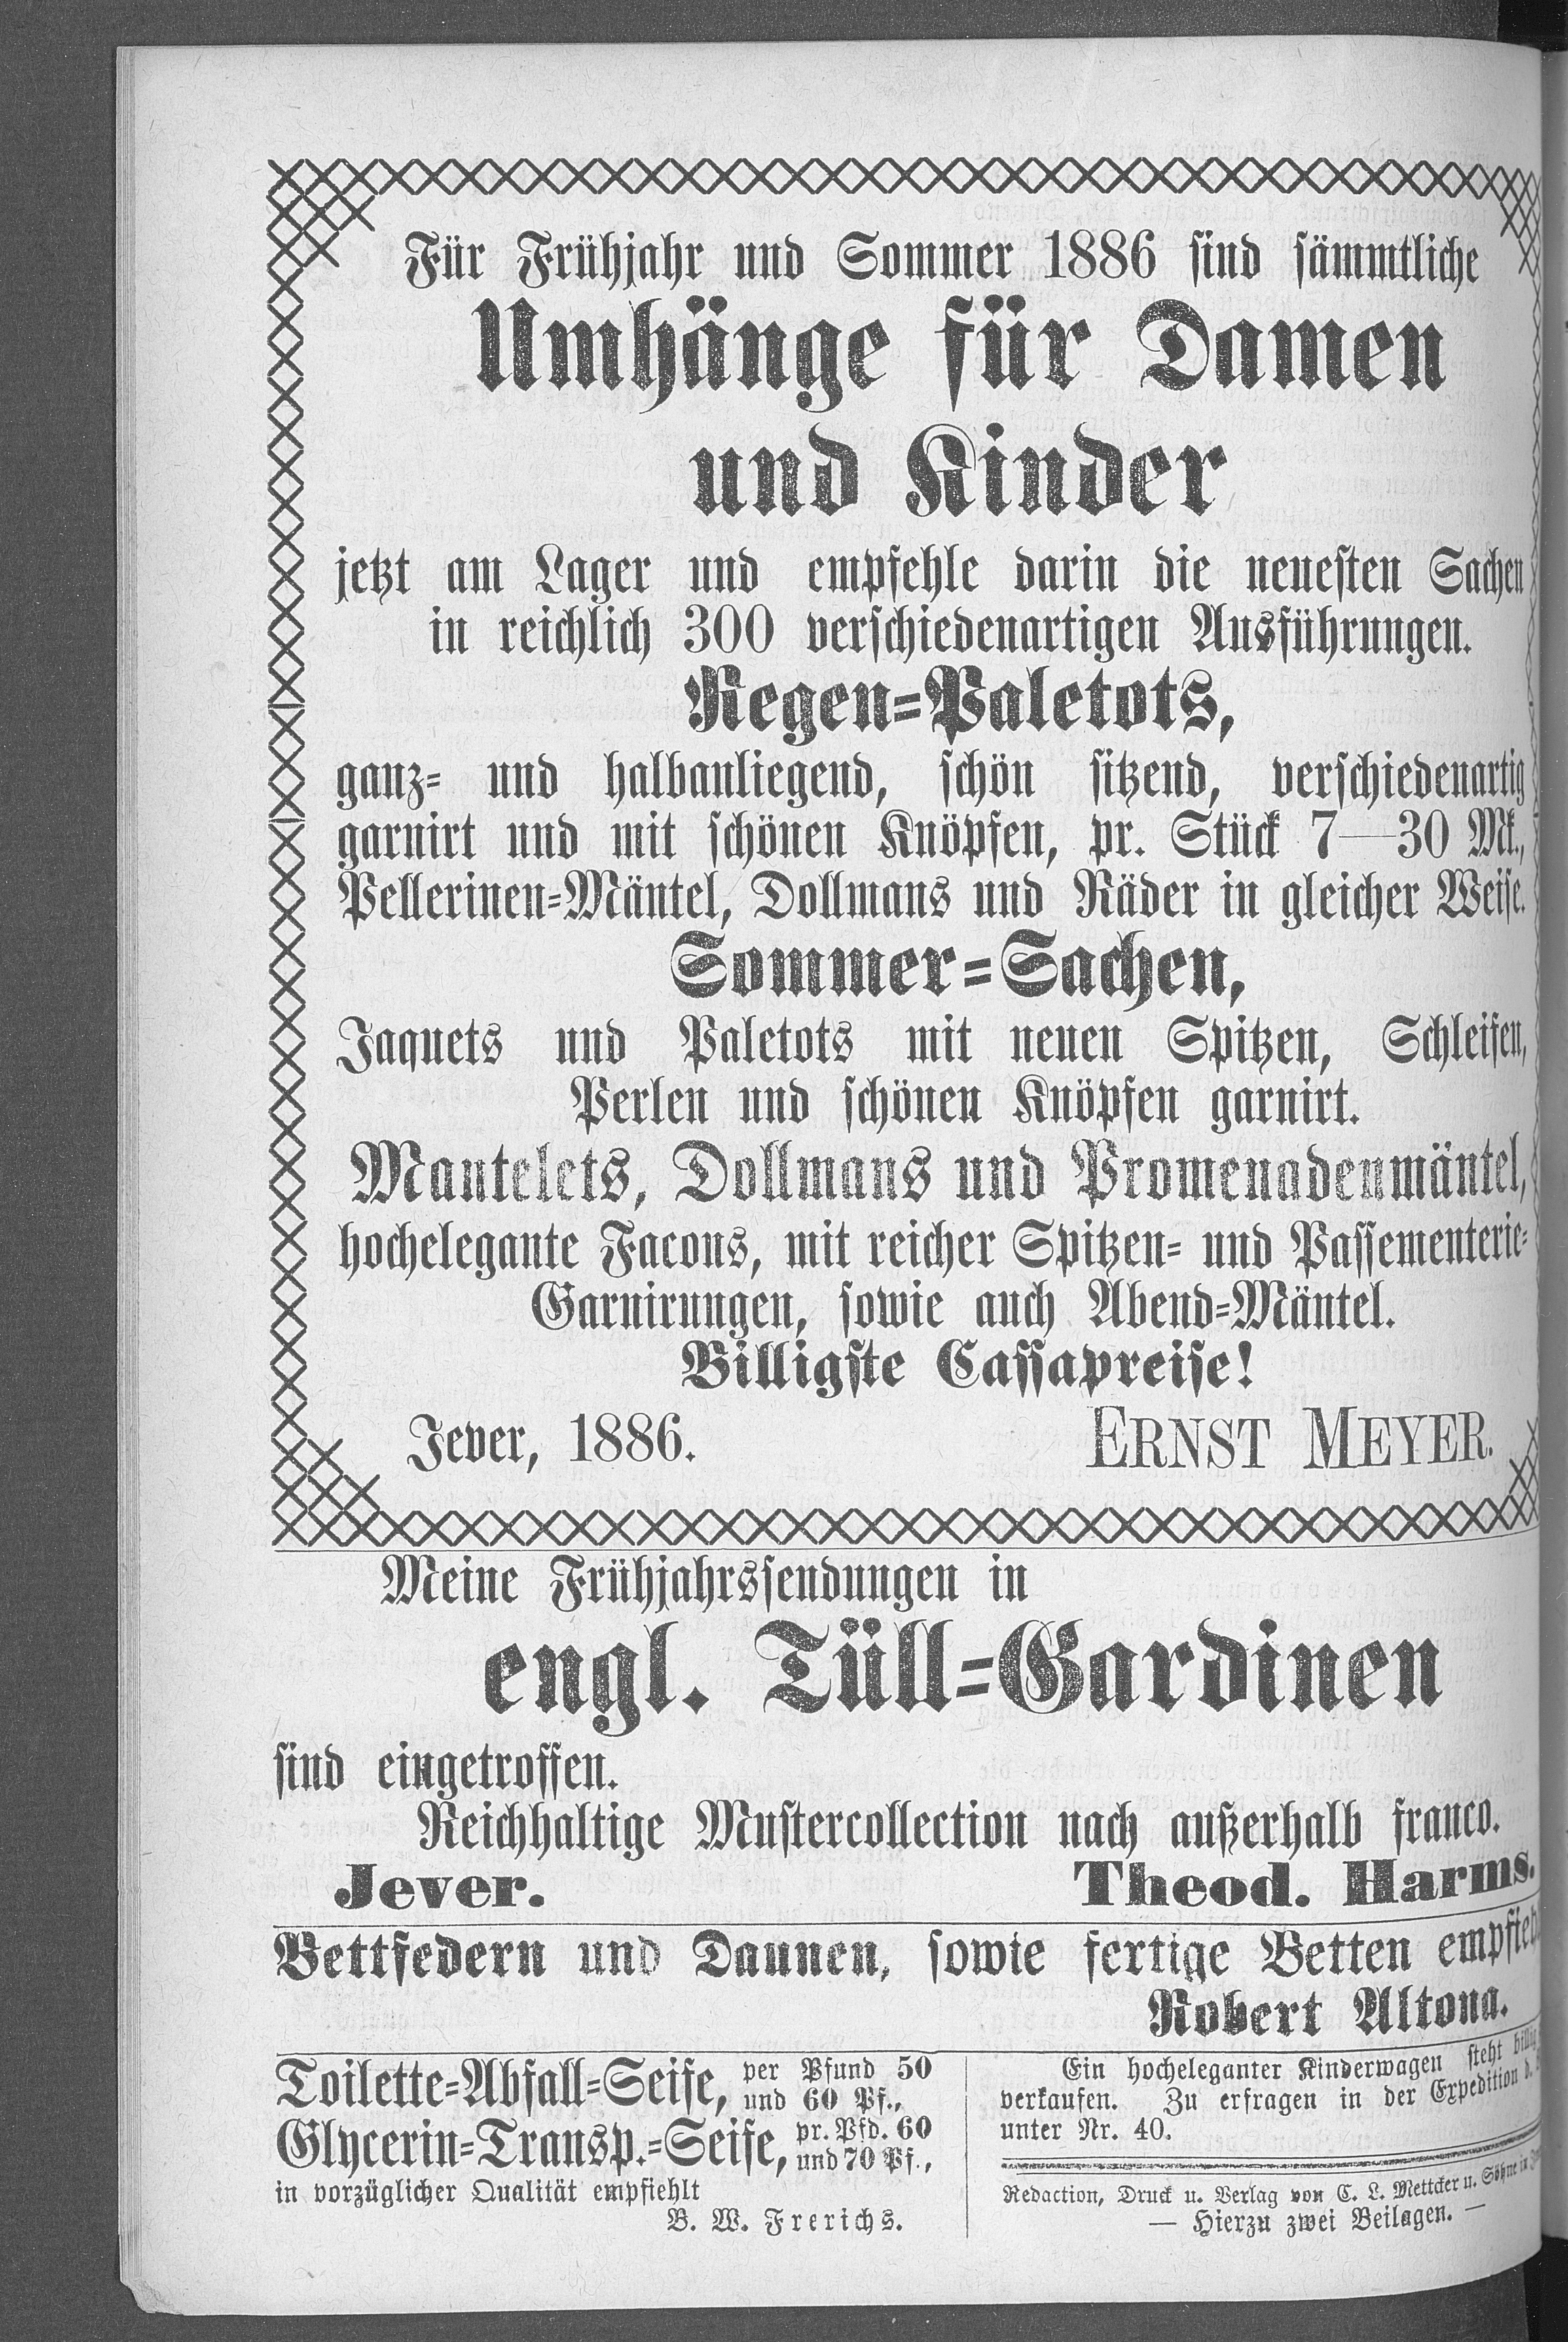 Für Frühjahr und Sommer 1886 sind sämmtliche
Umhänge für Damen
und Kinder
jetzt am Lager und empfehle darin die neuesten Sachen
in reichlich 300 verschiedenartigen Ausführungen.
Regen=Paletots,
ganz= und halbanliegend, schön sitzend, verschiedenartig
garnirt und mit schönen Knöpfen, pr. Stück 7—30 Mk.,
Pellerinen=Mäntel, Dollmans und Räder in gleicher Weise.
Sommer=Sachen,
Jaquets und Paletots mit neuen Spitzen, Schleifen,
Perlen und schönen Knöpfen garnirt.
Mantelets, Dollmans und Promenadenmäntel,
hochelegante Facons, mit reicher Spitzen= und Passementerie=
Garnirungen, sowie auch Abend=Mäntel.
Billigste Cassapreise!
Jever, 1886. ERNST MEYER.
Meine Frühjahrssendungen in
engl. Tüll=Gardinen
sind eingetroffen.
Reichhaltige Mustercollection nach außerhalb franco.
Jever. Theod. Harms.
Bettfedern und Daunen, sowie fertige Betten
Robert Altona.
Toilette=Abfall=Seife, per Pfund 50
und 60 Pf.,
Glycerin=Transp.=Seife, pr. Pfd. 60
und 70 Pf.,
in vorzüglicher Qualität empfiehlt
B. W. Frerichs.
Ein hocheleganter Kinderwagen steht
verkaufen. Zu erfragen in der Expedition
unter Nr. 40.
Redaction, Druck u. Verlag von C. L. Mettcker u. Söhne in
— Hierzu zwei Beilagen. —